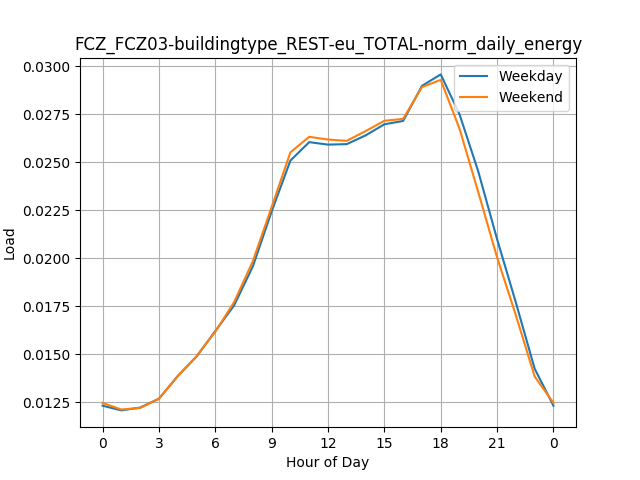 FCZ_FCZ03-buildingtype_REST-eu_TOTAL-norm_daily_energy
Weekday
Weekend
0.0300
0.0275
0.0250
0.0225
0.0200
0.0175
0.0150
0.0125
Load
0 3 6 9 12 15 18 21 0
Hour of Day